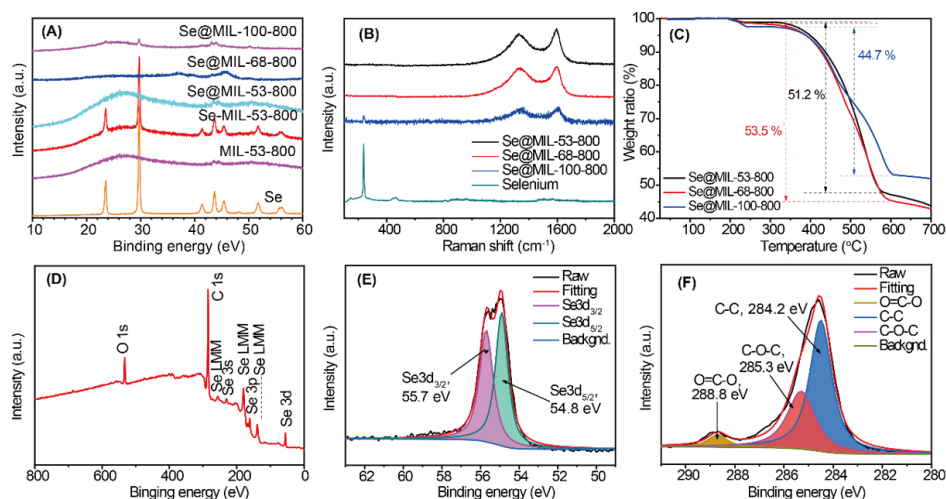 (A)
Se@MIL-100-800
Se@MIL-68-800
Se@MIL-53-800
Se-MIL-53-800
MIL-53-800
Se
Intensity (a.u.)
10 20 30 40 50 60
Binding energy (eV)
(B)
Se@MIL-53-800
Se@MIL-68-800
Se@MIL-100-800
Selenium
Intensity (a.u.)
400 800 1200 1600 2000
Raman shift (cm⁻¹)
(C)
44.7 %
51.2 %
53.5 %
Se@MIL-53-800
Se@MIL-68-800
Se@MIL-100-800
Weight ratio (%)
100
90
80
70
60
50
40
0 100 200 300 400 500 600 700
Temperature (°C)
(D)
O 1s
C 1s
Se LMM
Se 3s
Se LMM
Se 3p
Se LMM
Se 3d
Intensity (a.u.)
800 600 400 200 0
Binging energy (eV)
(E)
Raw
Fitting
Se3d3/2
Se3d5/2
Backgnd.
Se3d3/2,
55.7 eV
Se3d5/2,
54.8 eV
Intensity (a.u.)
62 60 58 56 54 52 50
Binding energy (eV)
(F)
Raw
Fitting
O=C-O
C-C
C-O-C
Backgnd.
C-C, 284.2 eV
C-O-C,
285.3 eV
O=C-O,
288.8 eV
Intensity (a.u.)
290 288 286 284 282 280
Binding energy (eV)